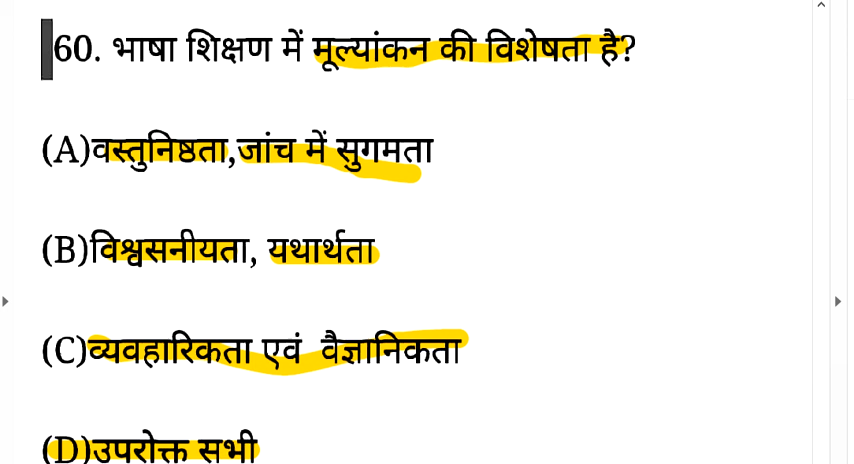 60. भाषा शिक्षण में मूल्यांकन की विशेषता है?
(A)वस्तुनिष्ठता,जांच में सुगमता
(B)विश्वसनीयता, यथार्थता
(C)व्यवहारिकता एवं वैज्ञानिकता
(D)उपरोक्त सभी